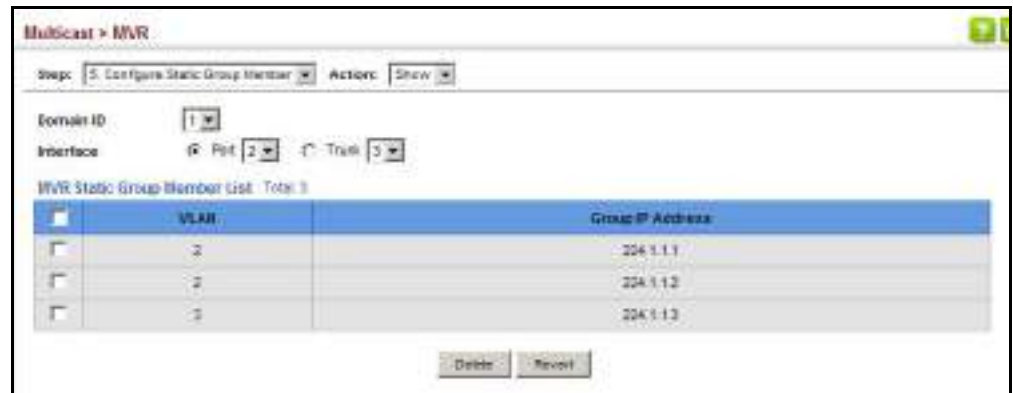 Multicast > MVR
Step: 5. Configure Static Group Member Action: Show
Domain ID 1
Interface Port 2 Trunk 3
MVR Static Group Member List Total: 3
VLAN Group IP Address
2 224.1.1.1
2 224.1.1.2
224.1.1.3
Delete Revert